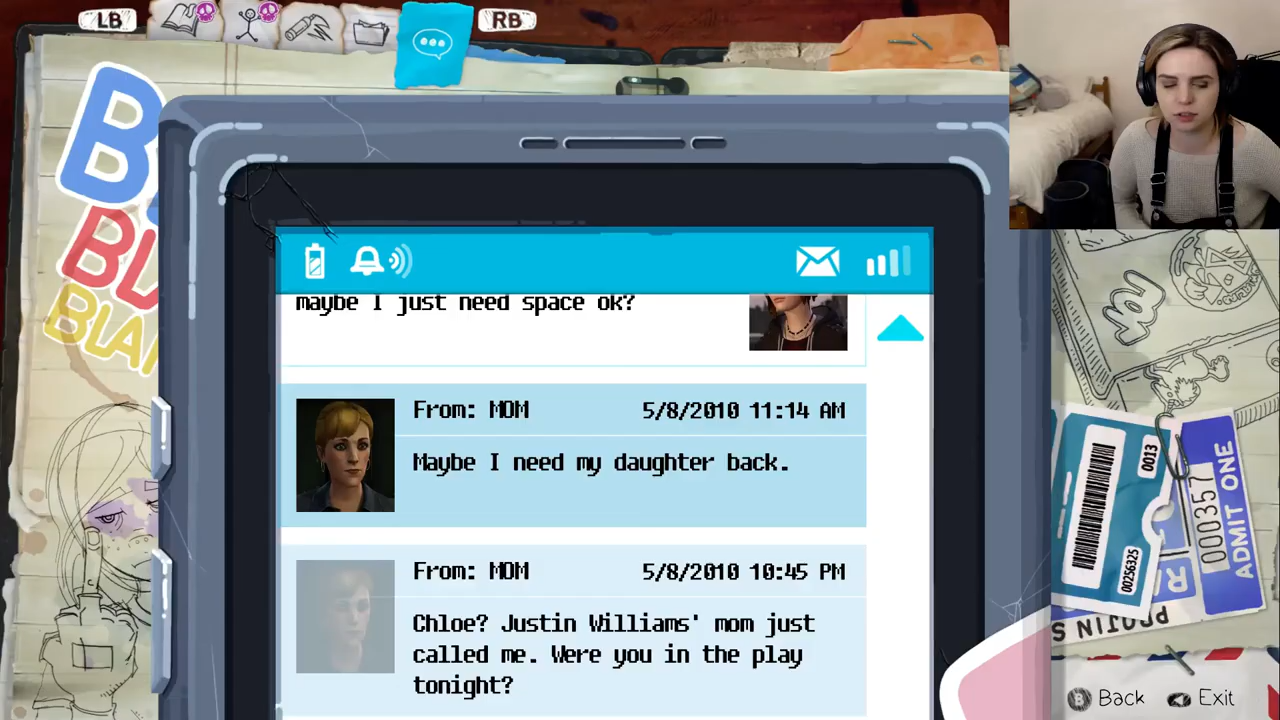 LB
RB
maybe I just need space ok?
From: MOM 5/8/2010 11:14 AM
Maybe I need my daughter back.
From: MOM 5/8/2010 10:45 PM
Chloe? Justin Williams' mom just
called me. Were you in the play
tonight?
0013
00256325
000357
ADMIT ONE
B Back
Exit